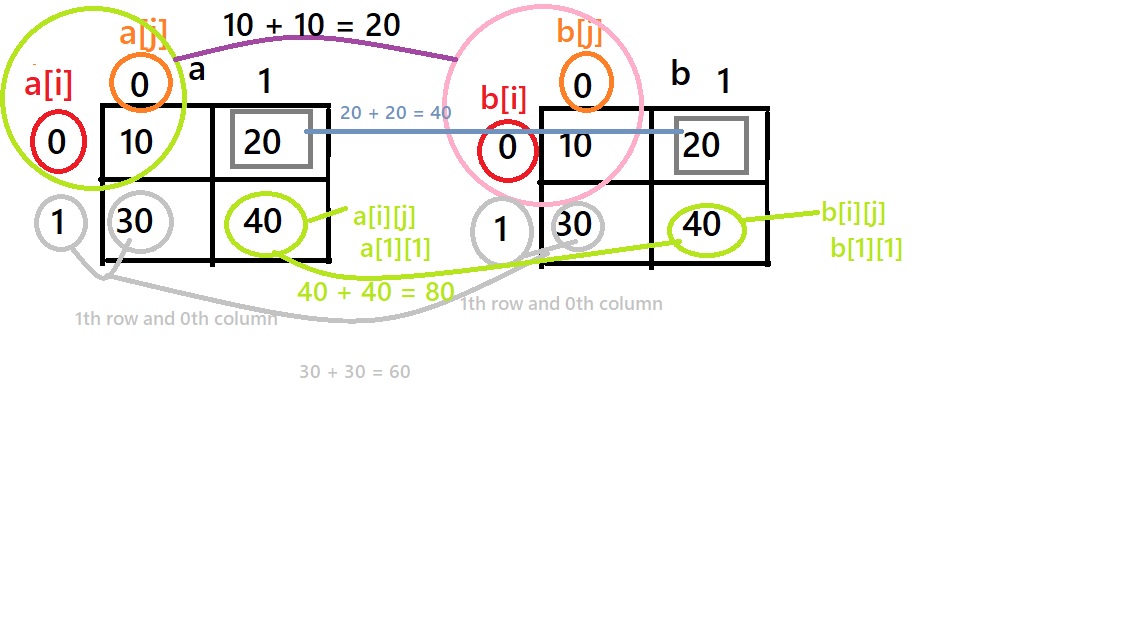 a[j] 10 + 10 = 20 b[j]
a[i] 0 a 1 b[i] 0 b 1
0 10 20 20 + 20 = 40 0 10 20
1 30 40 a[i][j] 1 30 40 b[i][j]
a[1][1] b[1][1]
40 + 40 = 80
1th row and 0th column 1th row and 0th column
30 + 30 = 60